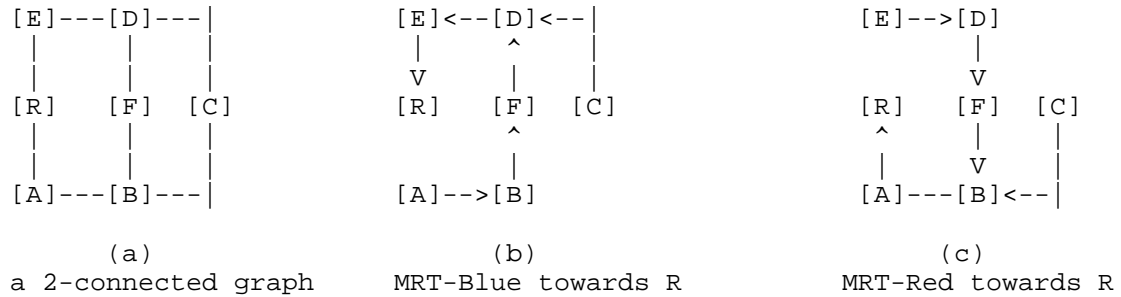 [E]---[D]---|           [E]<--[D]<--|                [E]-->[D]
 |     |    |            |     ^    |                       |
 |     |    |            V     |    |                       V
[R]   [F]  [C]          [R]   [F]  [C]               [R]   [F]  [C]
 |     |    |                  ^                      ^     |    |
 |     |    |                  |                      |     V    |
[A]---[B]---|           [A]-->[B]                    [A]---[B]<--|
(a) (b) (c)
a 2-connected graph     MRT-Blue towards R          MRT-Red towards R